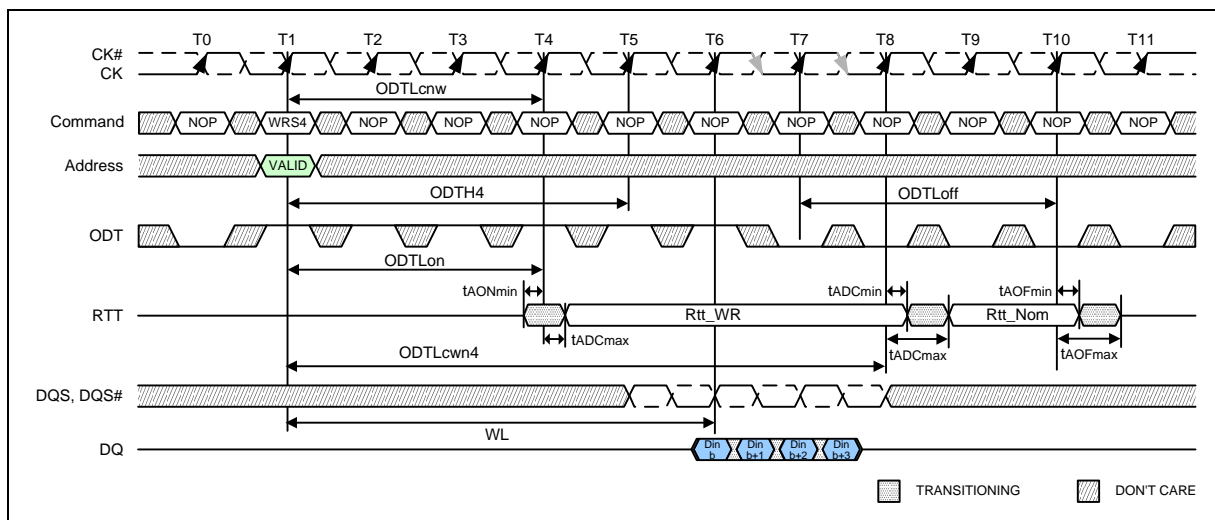 T0 T1 T2 T3 T4 T5 T6 T7 T8 T9 T10 T11
CK#
CK
ODTLcnw
Command NOP WRS4 NOP NOP NOP NOP NOP NOP NOP NOP NOP NOP
Address VALID
ODTH4 ODTLoff
ODT
ODTLon
tAONmin tADCmin tAOFmin
RTT Rtt_WR Rtt_Nom
tADCmax tADCmax tAOFmax
ODTLcwn4
DQS, DQS#
WL
DQ Din b Din b+1 Din b+2 Din b+3
TRANSITIONING DON'T CARE